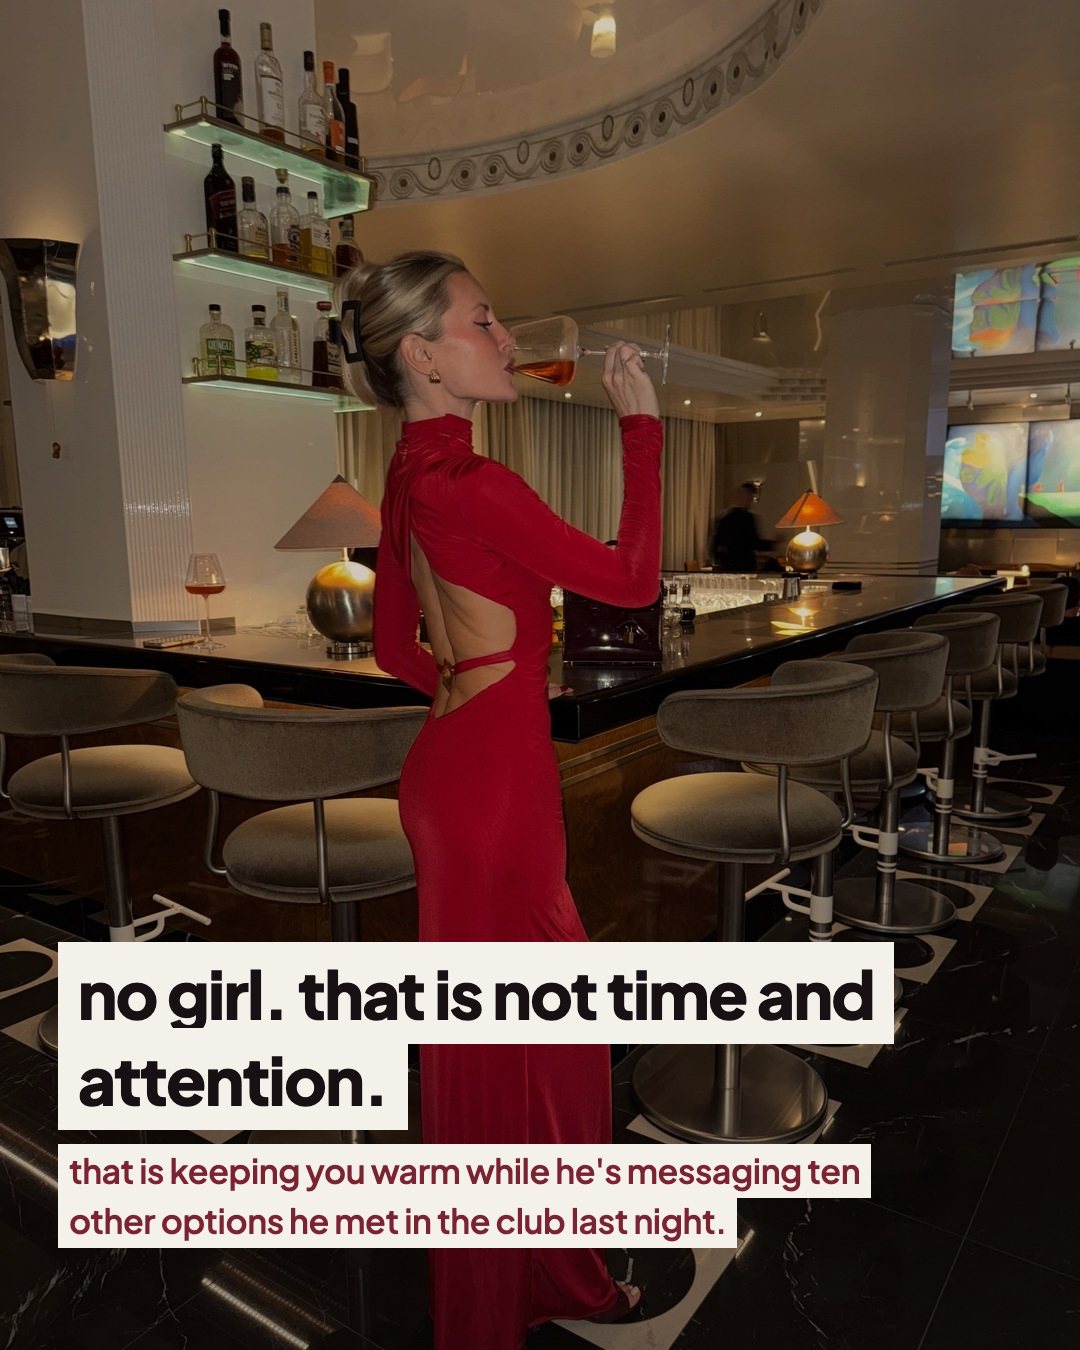 no girl. that is not time and
attention.
that is keeping you warm while he's messaging ten
other options he met in the club last night.